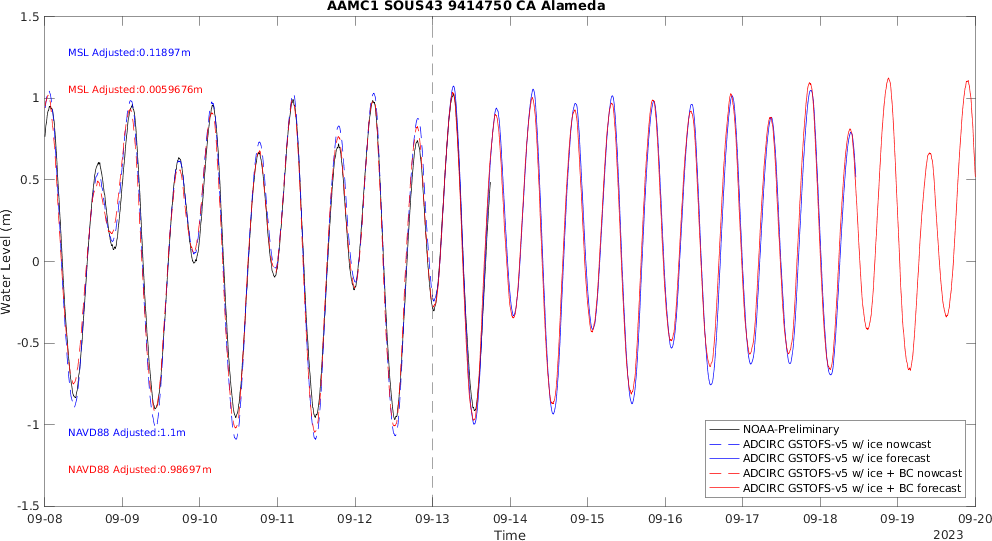 AAMC1 SOUS43 9414750 CA Alameda
1.5
1
0.5
0
-0.5
-1
-1.5
Water Level (m)
MSL Adjusted:0.11897m
MSL Adjusted:0.0059676m
NAVD88 Adjusted:1.1m
NAVD88 Adjusted:0.98697m
NOAA-Preliminary
ADCIRC GSTOFS-v5 w/ ice nowcast
ADCIRC GSTOFS-v5 w/ ice forecast
ADCIRC GSTOFS-v5 w/ ice + BC nowcast
ADCIRC GSTOFS-v5 w/ ice + BC forecast
09-08 09-09 09-10 09-11 09-12 09-13 09-14 09-15 09-16 09-17 09-18 09-19 09-20
Time
2023